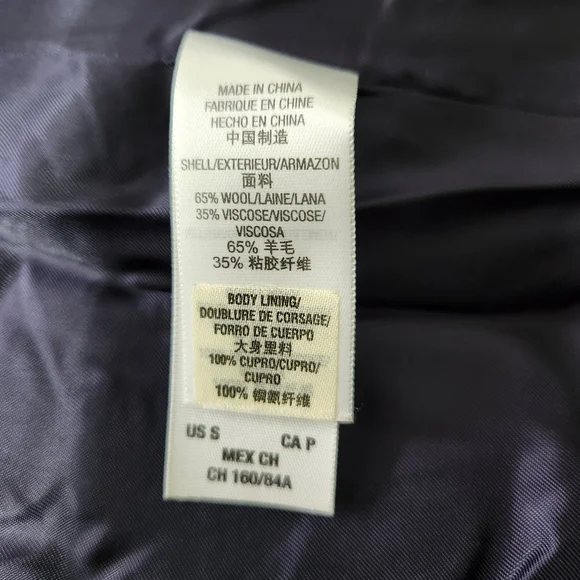 MADE IN CHINA
FABRIQUE EN CHINE
HECHO EN CHINA
中国制造
SHELL/EXTERIEUR/ARMAZON
面料
65% WOOL/LAINE/LANA
35% VISCOSE/VISCOSE/
VISCOSA
65% 羊毛
35% 粘胶纤维
BODY LINING/
DOUBLURE DE CORSAGE/
FORRO DE CUERPO
大身里料
100% CUPRO/CUPRO/
CUPRO
100% 铜氨纤维
US S CA P
MEX CH
CH 160/84A